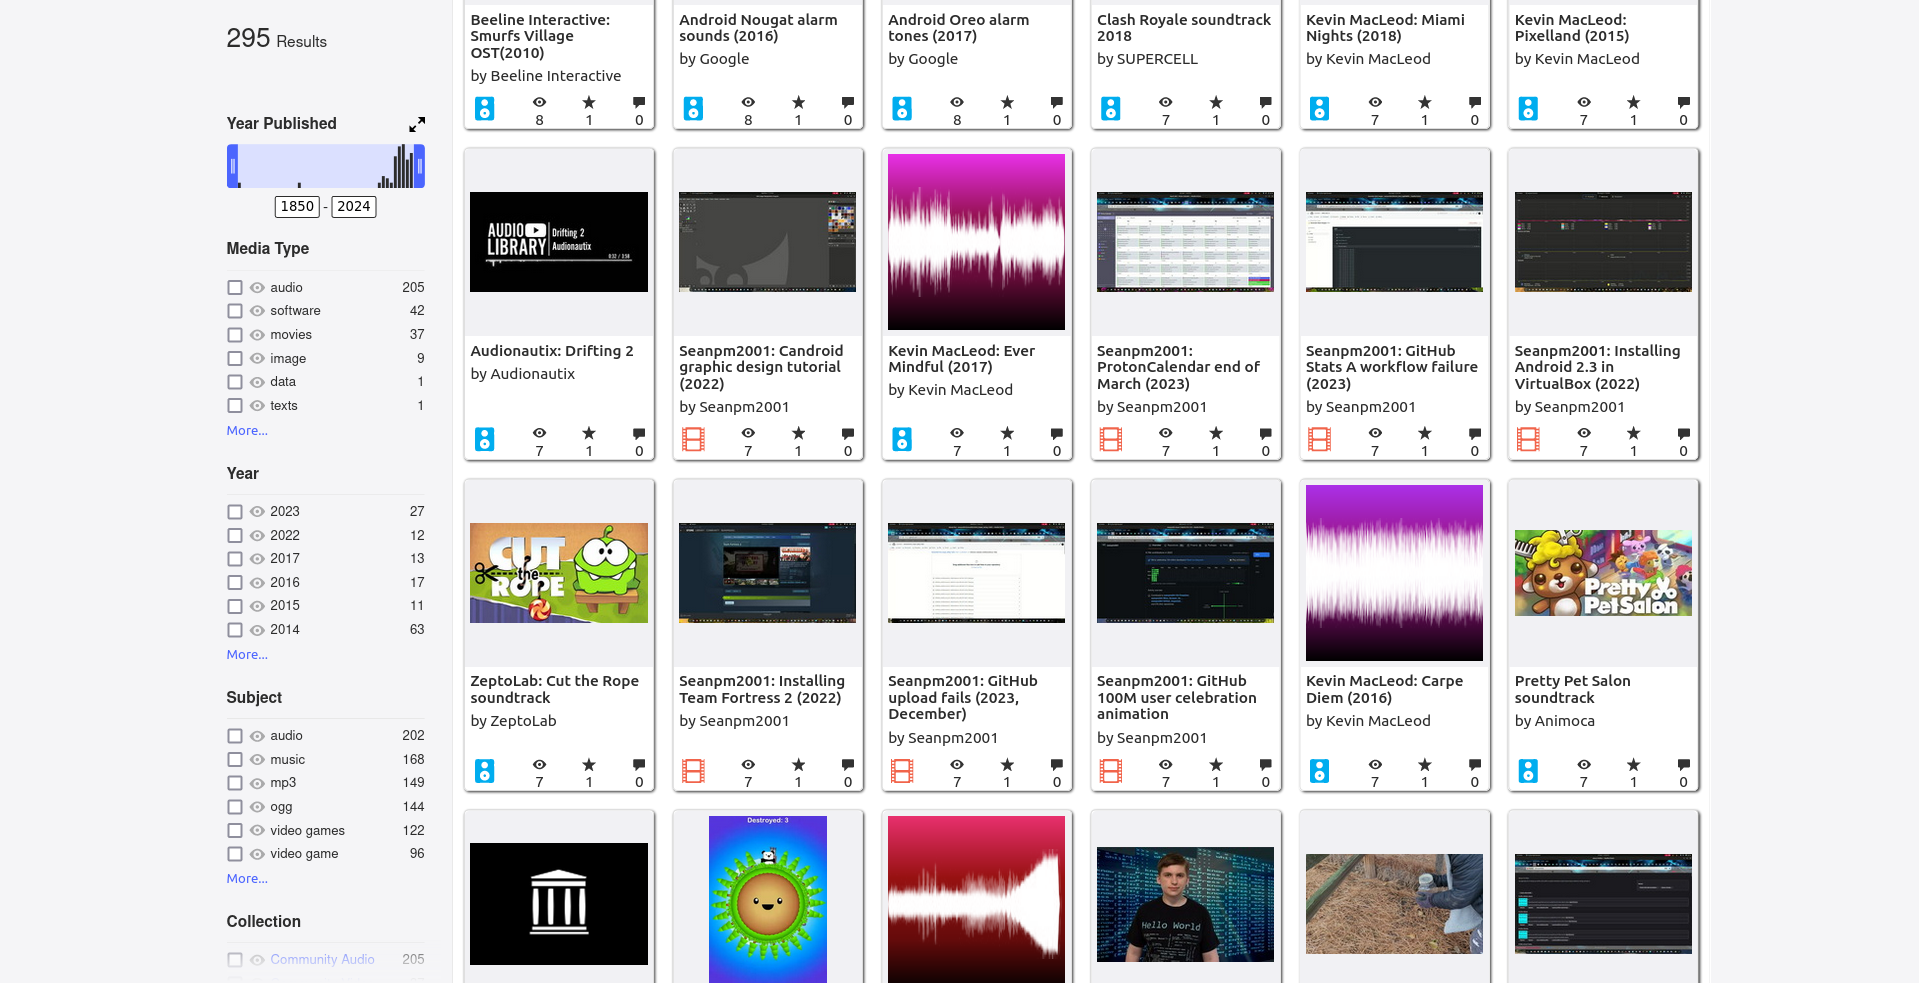 295 Results
Year Published
1850 - 2024
Media Type
audio 205
software 42
movies 37
image 9
data 1
texts 1
More...
Year
2023 27
2022 12
2017 13
2016 17
2015 11
2014 63
More...
Subject
audio 202
music 168
mp3 149
ogg 144
video games 122
video game 96
More...
Collection
Community Audio 205
Beeline Interactive:
Smurfs Village
OST(2010)
by Beeline Interactive
8 1 0
Android Nougat alarm
sounds (2016)
by Google
8 1 0
Android Oreo alarm
tones (2017)
by Google
8 1 0
Clash Royale soundtrack
2018
by SUPERCELL
7 1 0
Kevin MacLeod: Miami
Nights (2018)
by Kevin MacLeod
7 1 0
Kevin MacLeod:
Pixelland (2015)
by Kevin MacLeod
7 1 0
AUDIO
LIBRARY
Drifting 2
Audionautix
0:32 / 3:58
Audionautix: Drifting 2
by Audionautix
7 1 0
Seanpm2001: Candroid
graphic design tutorial
(2022)
by Seanpm2001
7 1 0
Kevin MacLeod: Ever
Mindful (2017)
by Kevin MacLeod
7 1 0
Seanpm2001:
ProtonCalendar end of
March (2023)
by Seanpm2001
7 1 0
Seanpm2001: GitHub
Stats A workflow failure
(2023)
by Seanpm2001
7 1 0
Seanpm2001: Installing
Android 2.3 in
VirtualBox (2022)
by Seanpm2001
7 1 0
CUT
the
ROPE
ZeptoLab: Cut the Rope
soundtrack
by ZeptoLab
7 1 0
Seanpm2001: Installing
Team Fortress 2 (2022)
by Seanpm2001
7 1 0
Seanpm2001: GitHub
upload fails (2023,
December)
by Seanpm2001
7 1 0
Seanpm2001: GitHub
100M user celebration
animation
by Seanpm2001
7 1 0
Kevin MacLeod: Carpe
Diem (2016)
by Kevin MacLeod
7 1 0
Pretty
Pet Salon
Pretty Pet Salon
soundtrack
by Animoca
7 1 0
Destroyed: 3
Hello World